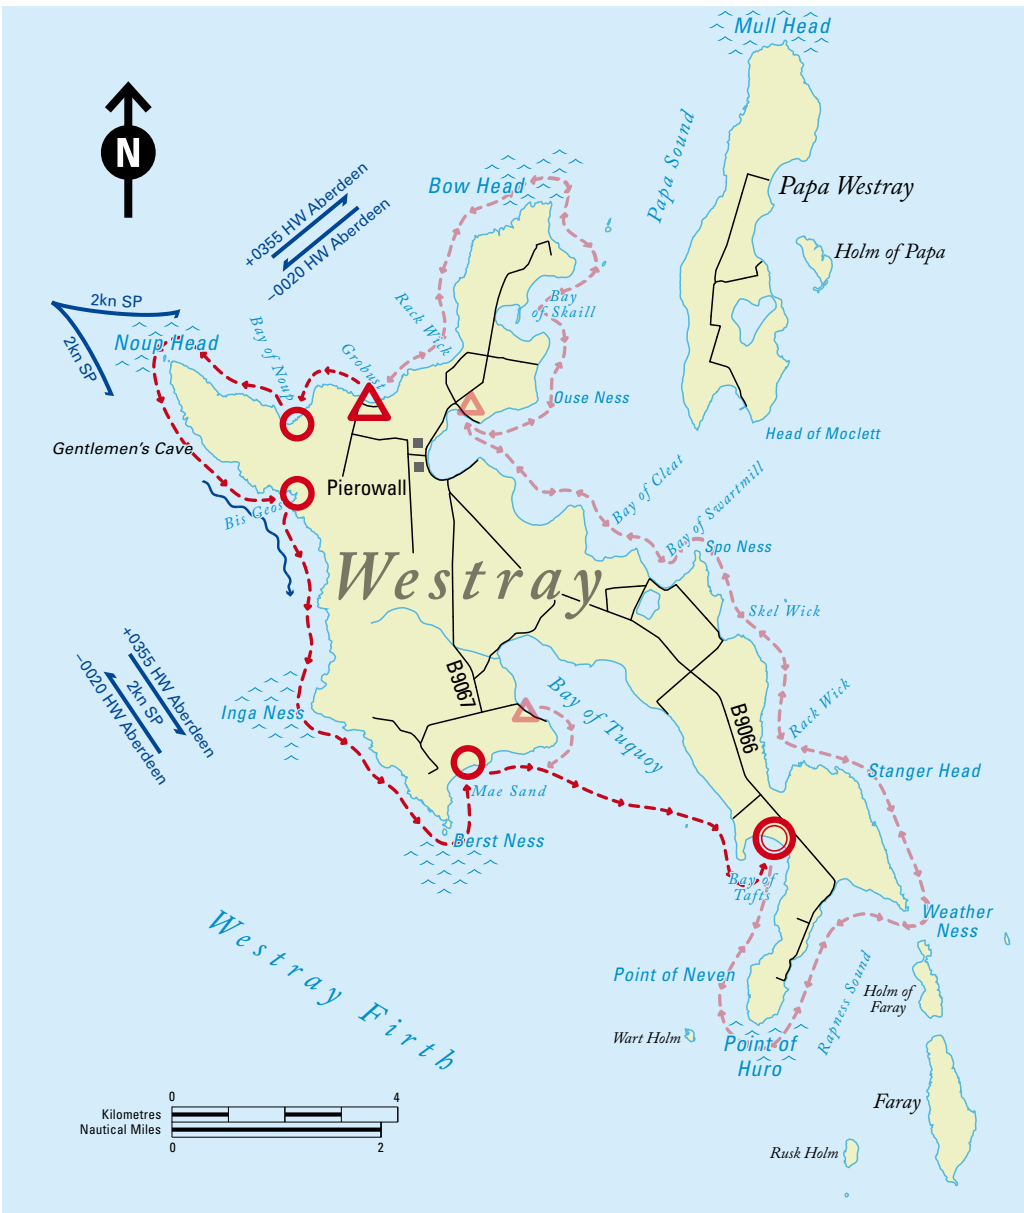 Mull Head
N
Papa Sound
Bow Head
Papa Westray
+0355 HW Aberdeen
–0020 HW Aberdeen
Holm of Papa
2kn SP
2kn SP
Noup Head
Bay of Noup
Grobust
Rack Wick
Bay
of Skaill
Ouse Ness
Head of Moclett
Gentlemen's Cave
Pierowall
Bis Geos
Bay of Cleat
Bay of Swartmill
Spo Ness
Westray
Skel Wick
+0355 HW Aberdeen
2kn SP
–0020 HW Aberdeen
B9067
Inga Ness
Bay of Tuquoy
B9066
Rack Wick
Stanger Head
Mae Sand
Berst Ness
Bay of
Tafts
Weather
Ness
Westray Firth
Point of Neven
Rapness Sound
Holm of
Faray
Wart Holm
Point of
Huro
Faray
Rusk Holm
0 4
Kilometres
Nautical Miles
0 2